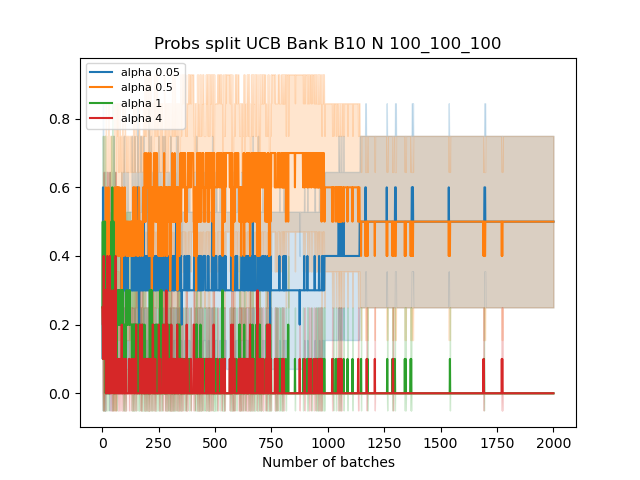 Probs split UCB Bank B10 N 100_100_100
alpha 0.05
alpha 0.5
alpha 1
alpha 4
0.8
0.6
0.4
0.2
0.0
0
250
500
750
1000
1250
1500
1750
2000
Number of batches